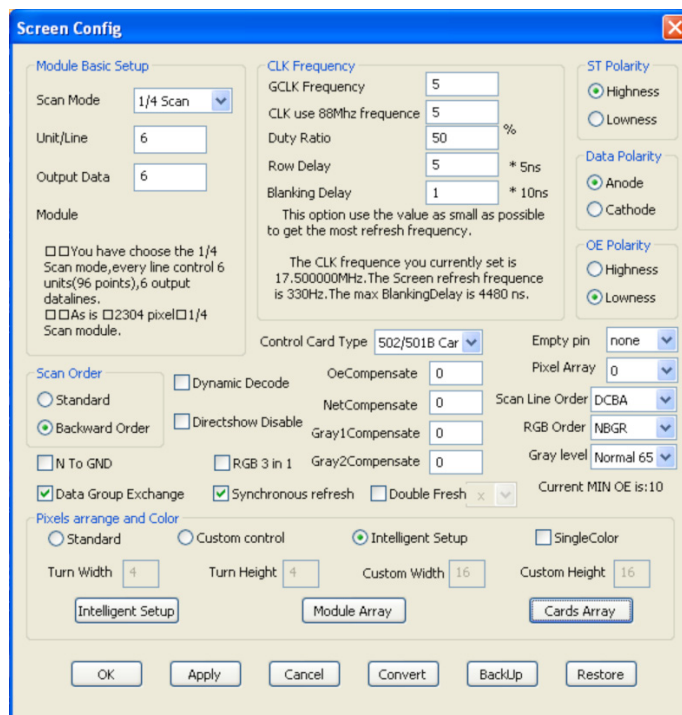 Screen Config
Module Basic Setup
Scan Mode 1/4 Scan
Unit/Line 6
Output Data 6
Module
□□You have choose the 1/4
Scan mode,every line control 6
units(96 points),6 output
datalines.
□□As is □2304 pixel□1/4
Scan module.
CLK Frequency
GCLK Frequency 5
CLK use 88Mhz frequence 5
Duty Ratio 50 %
Row Delay 5 * 5ns
Blanking Delay 1 * 10ns
This option use the value as small as possible
to get the most refresh frequency.
The CLK frequency you currently set is
17.500000MHz.The Screen refresh frequence
is 330Hz.The max BlankingDelay is 4480 ns.
ST Polarity
Highness
Lowness
Data Polarity
Anode
Cathode
OE Polarity
Highness
Lowness
Control Card Type 502/501B Car
Empty pin none
Pixel Array 0
Scan Line Order DCBA
RGB Order NBGR
Gray level Normal 65
Current MIN OE is:10
Scan Order
Standard
Backward Order
Dynamic Decode
Directshow Disable
OeCompensate 0
NetCompensate 0
Gray1Compensate 0
Gray2Compensate 0
N To GND
RGB 3 in 1
Data Group Exchange
Synchronous refresh
Double Fresh x
Pixels arrange and Color
Standard Custom control Intelligent Setup SingleColor
Turn Width 4 Turn Height 4 Custom Width 16 Custom Height 16
Intelligent Setup Module Array Cards Array
OK Apply Cancel Convert BackUp Restore